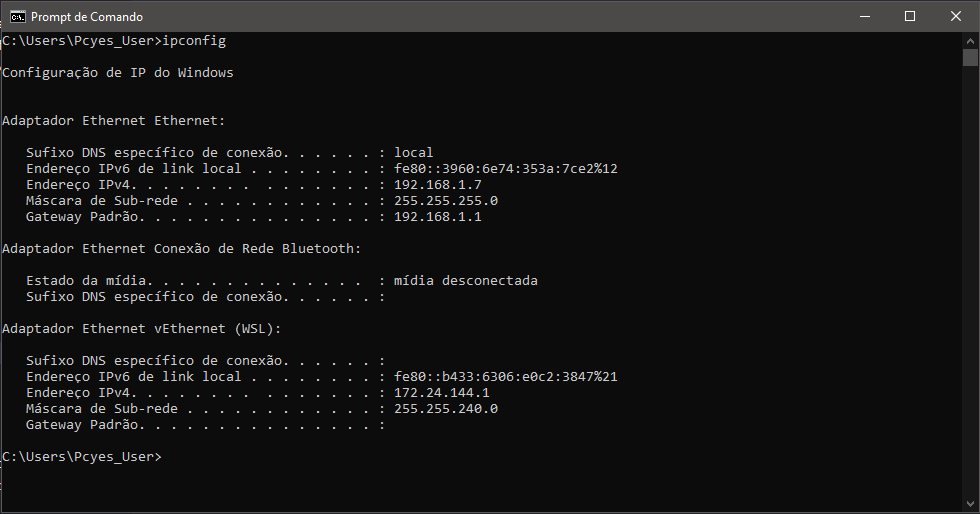 Prompt de Comando
C:\Users\Pcyes_User>ipconfig
Configuração de IP do Windows
Adaptador Ethernet Ethernet:
Sufixo DNS específico de conexão. . . . . . : local
Endereço IPv6 de link local . . . . . . . . : fe80::3960:6e74:353a:7ce2%12
Endereço IPv4. . . . . . . .  . . . . . . . : 192.168.1.7
Máscara de Sub-rede . . . . . . . . . . . . : 255.255.255.0
Gateway Padrão. . . . . . . . . . . . . . . : 192.168.1.1
Adaptador Ethernet Conexão de Rede Bluetooth:
Estado da mídia. . . . . . . . . . . . . .  : mídia desconectada
Sufixo DNS específico de conexão. . . . . . :
Adaptador Ethernet vEthernet (WSL):
Sufixo DNS específico de conexão. . . . . . :
Endereço IPv6 de link local . . . . . . . . : fe80::b433:6306:e0c2:3847%21
Endereço IPv4. . . . . . . .  . . . . . . . : 172.24.144.1
Máscara de Sub-rede . . . . . . . . . . . . : 255.255.240.0
Gateway Padrão. . . . . . . . . . . . . . . :
C:\Users\Pcyes_User>